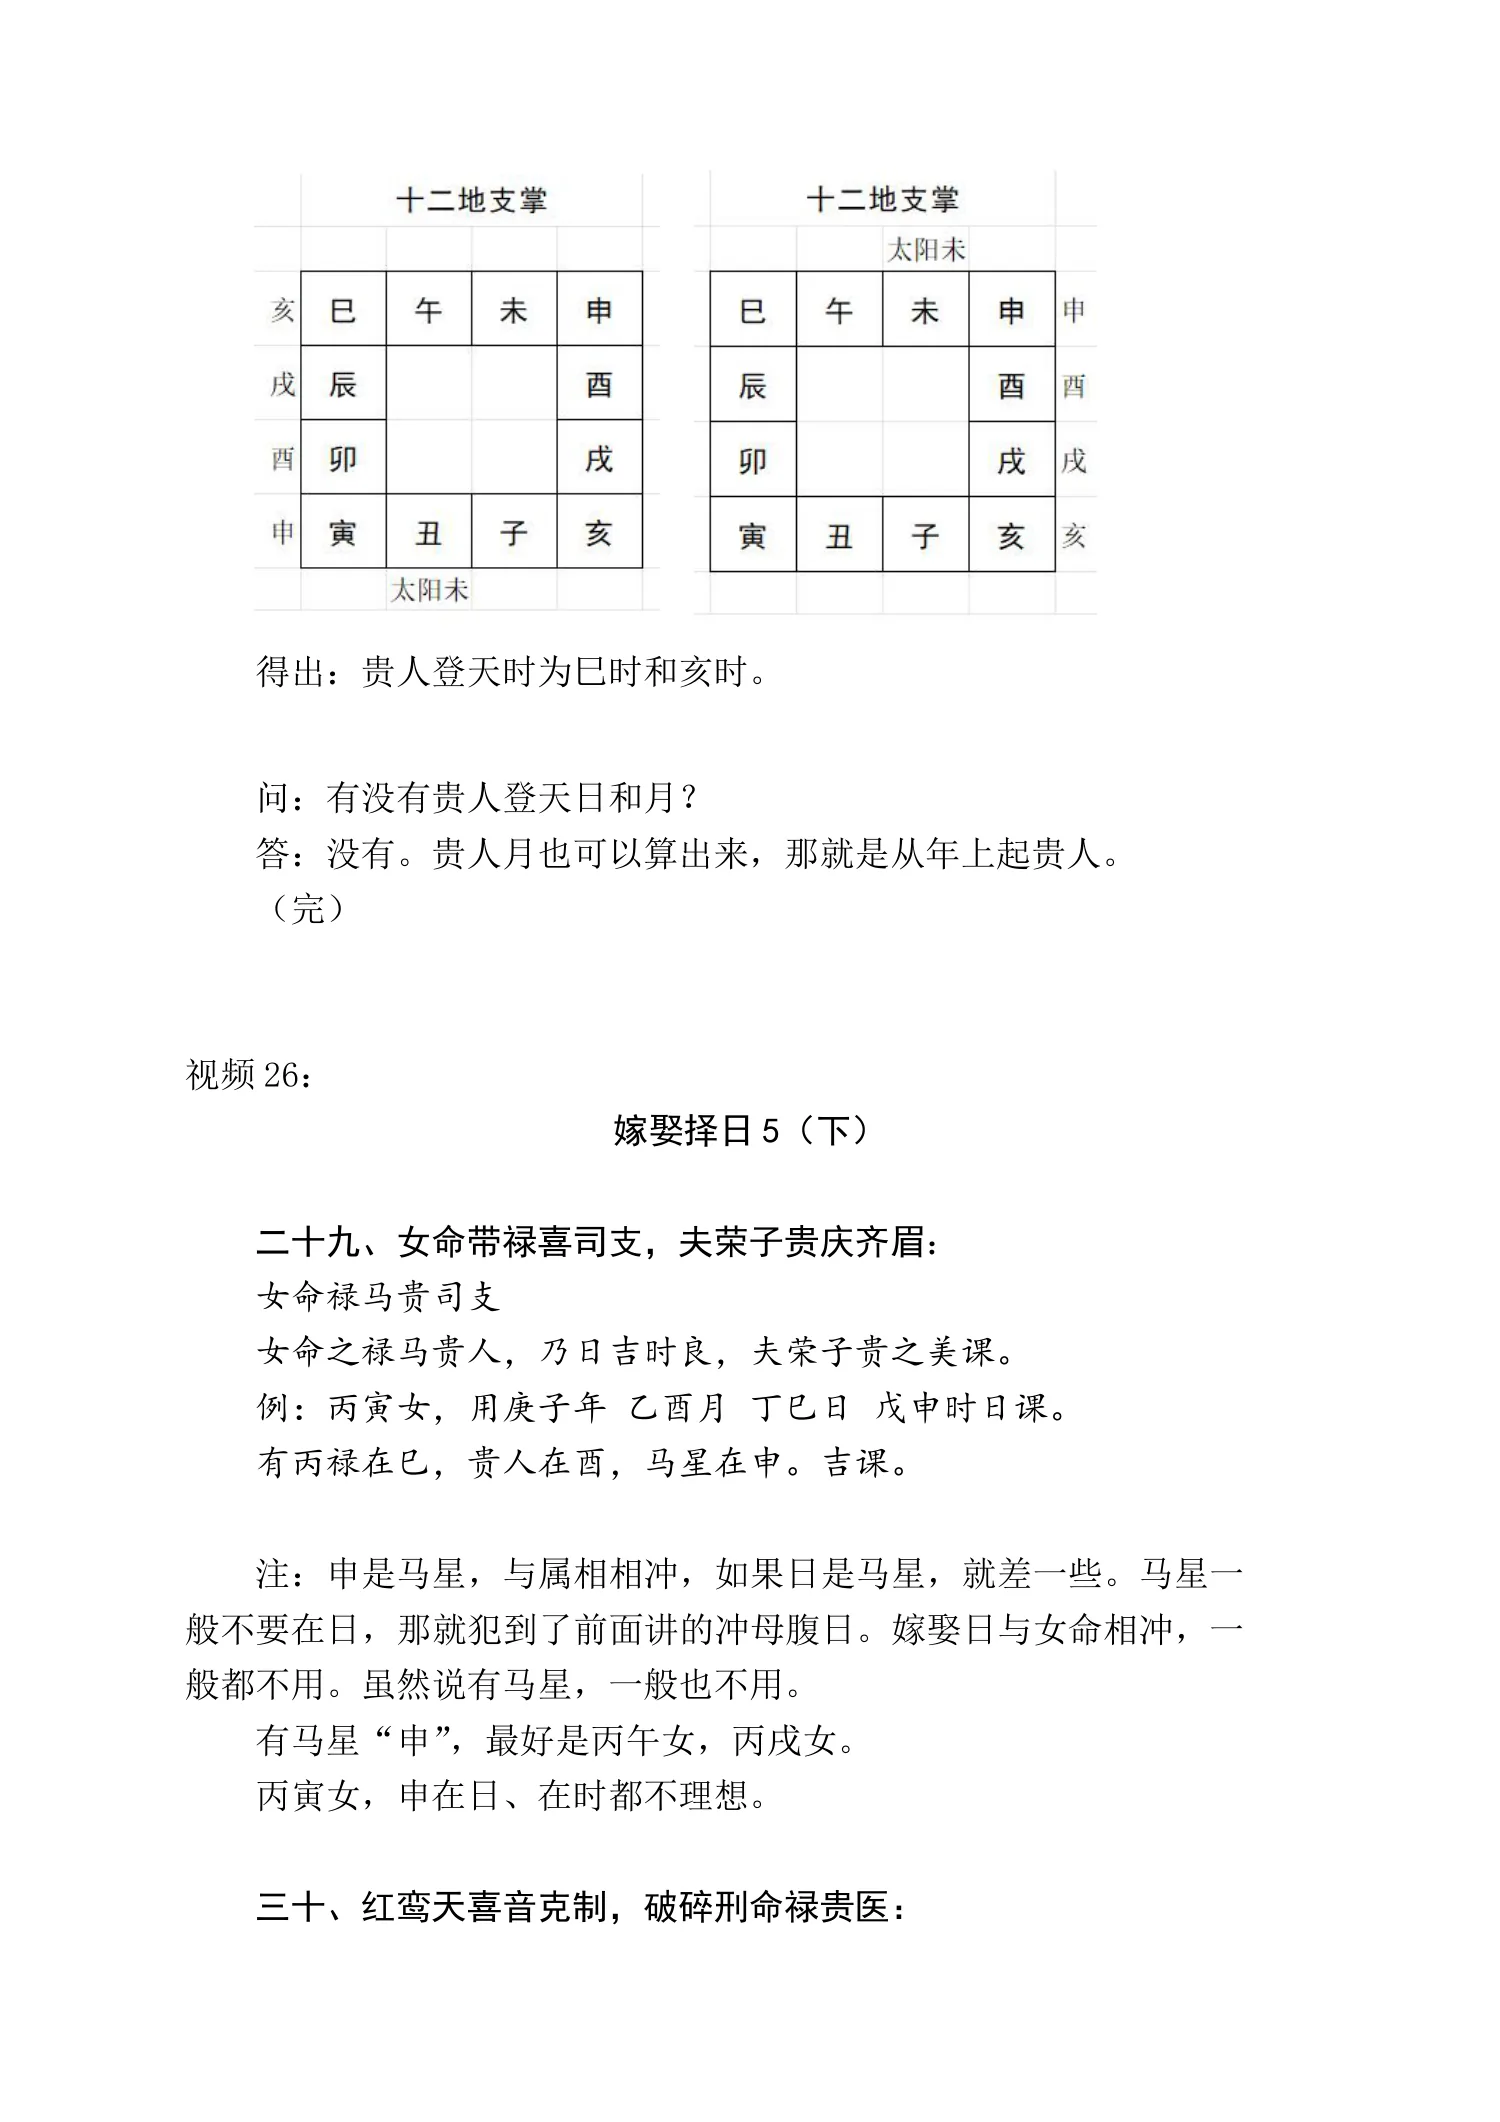 十二地支掌
亥 巳 午 未 申
戌 辰 酉
酉 卯 戌
申 寅 丑 子 亥
太阳未
十二地支掌
太阳未
巳 午 未 申 申
辰 酉 酉
卯 戌 戌
寅 丑 子 亥 亥
得出：贵人登天时为巳时和亥时。
问：有没有贵人登天日和月？
答：没有。贵人月也可以算出来，那就是从年上起贵人。
（完）
视频 26：
嫁娶择日 5（下）
二十九、女命带禄喜司支，夫荣子贵庆齐眉：
女命禄马贵司支
女命之禄马贵人，乃日吉时良，夫荣子贵之美课。
例：丙寅女，用庚子年 乙酉月 丁巳日 戊申时日课。
有丙禄在巳，贵人在酉，马星在申。吉课。
注：申是马星，与属相相冲，如果日是马星，就差一些。马星一
般不要在日，那就犯到了前面讲的冲母腹日。嫁娶日与女命相冲，一
般都不用。虽然说有马星，一般也不用。
有马星“申”，最好是丙午女，丙戌女。
丙寅女，申在日、在时都不理想。
三十、红鸾天喜音克制，破碎刑命禄贵医：